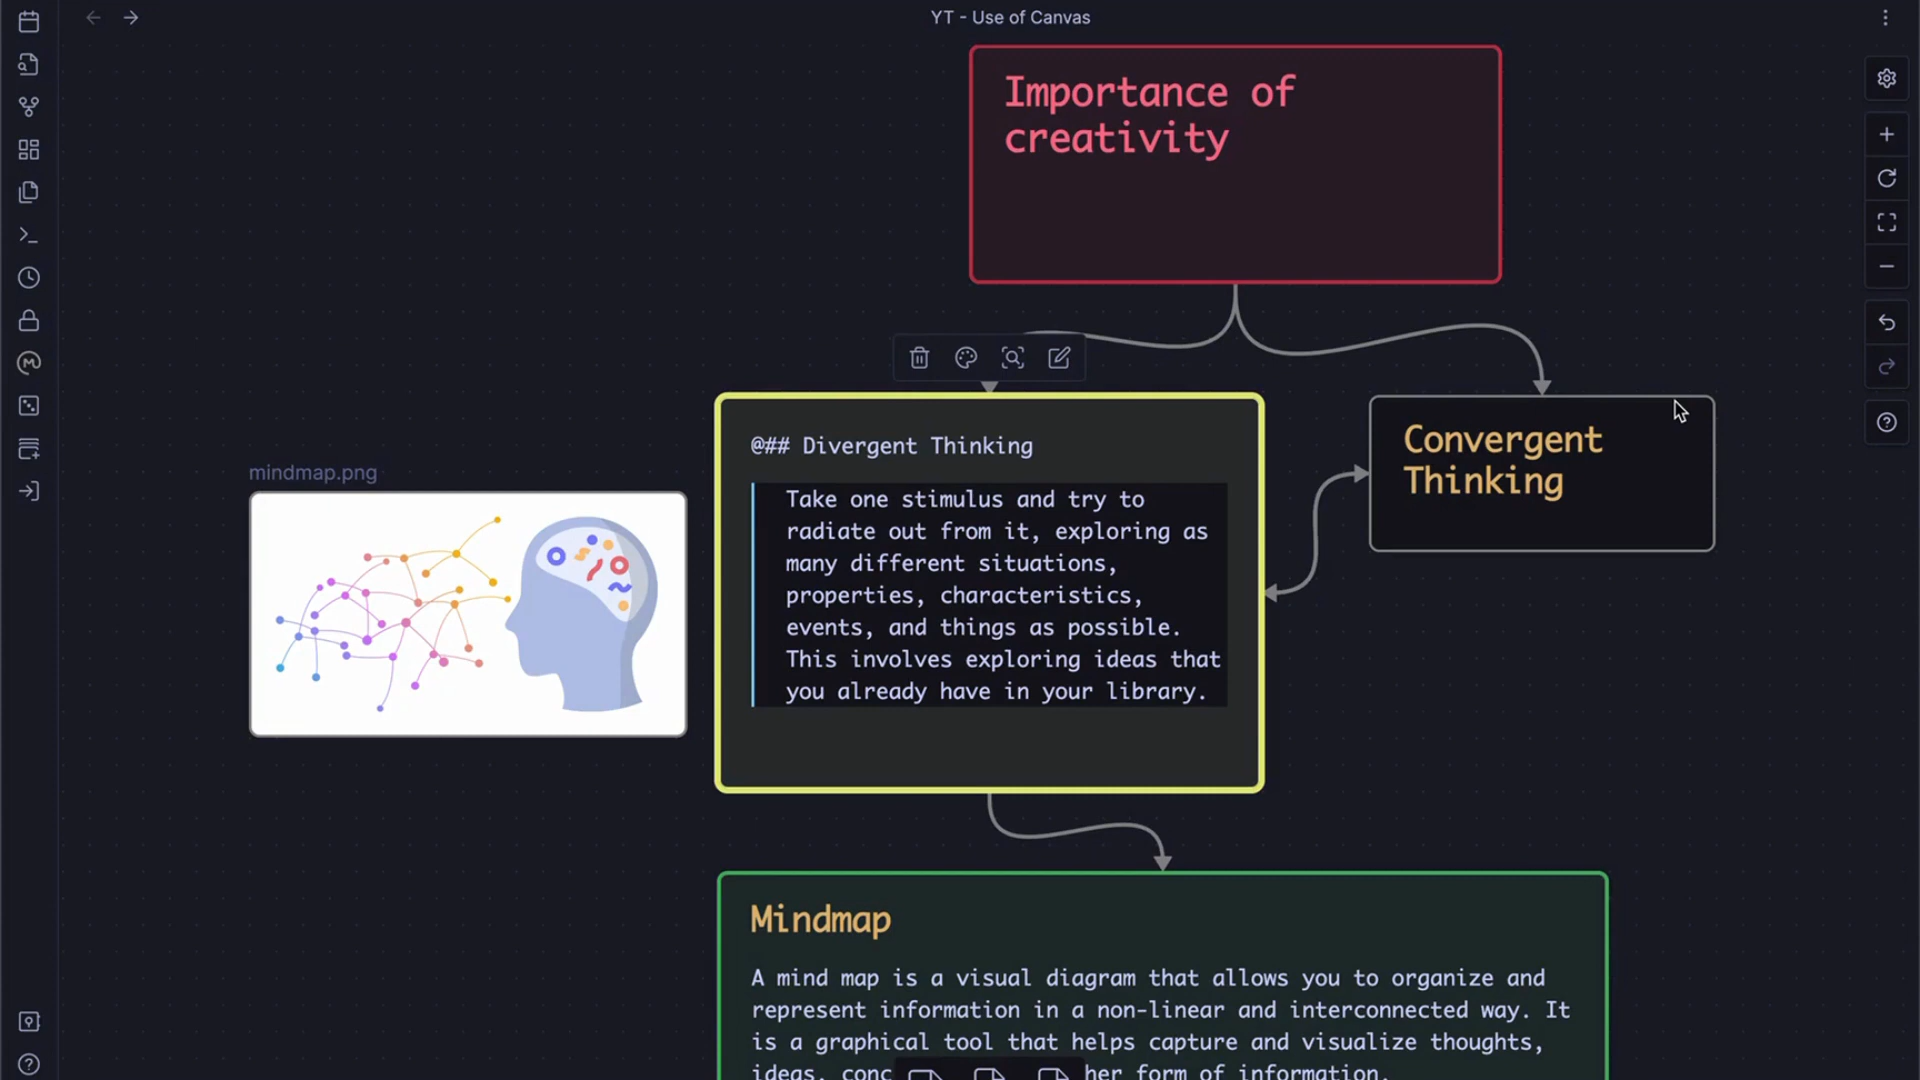 YT - Use of Canvas
Importance of
creativity
@## Divergent Thinking
Take one stimulus and try to
radiate out from it, exploring as
many different situations,
properties, characteristics,
events, and things as possible.
This involves exploring ideas that
you already have in your library.
Convergent
Thinking
mindmap.png
Mindmap
A mind map is a visual diagram that allows you to organize and
represent information in a non-linear and interconnected way. It
is a graphical tool that helps capture and visualize thoughts,
ideas, form of information.